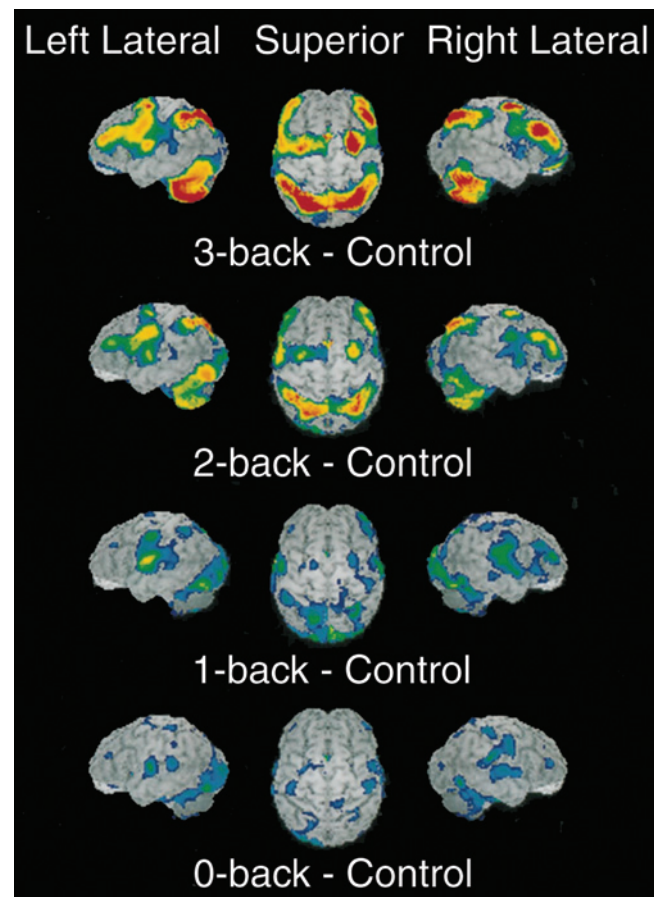 Left Lateral Superior Right Lateral
3-back - Control
2-back - Control
1-back - Control
0-back - Control